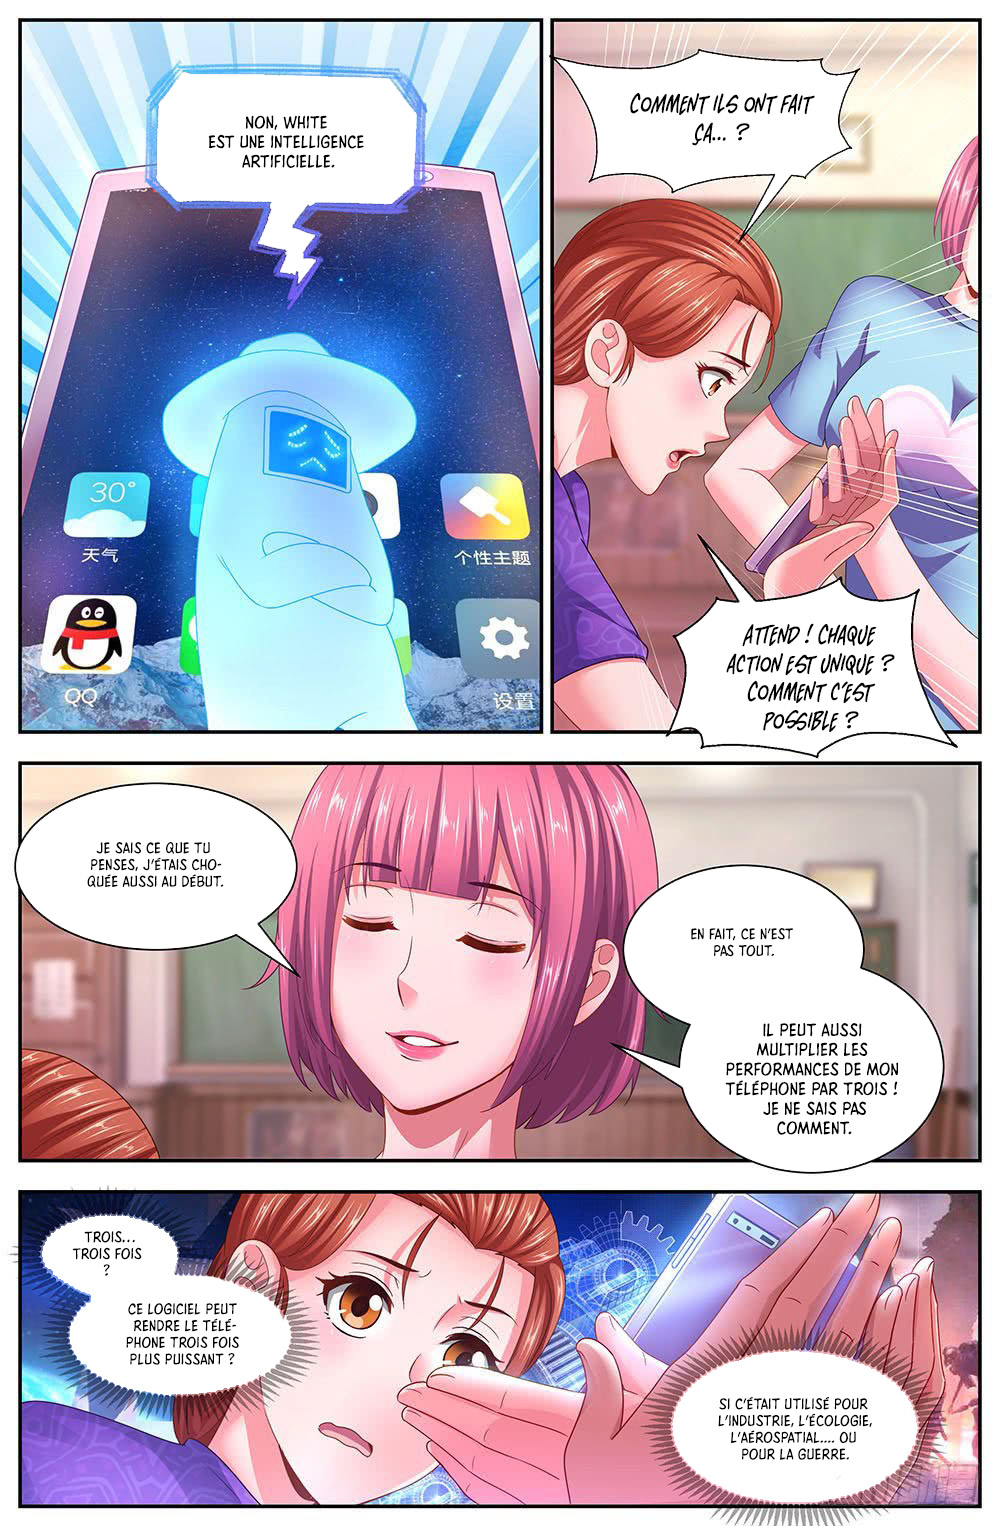 NON, WHITE
EST UNE INTELLIGENCE
ARTIFICIELLE.
30°
天气
个性主题
QQ
设置
COMMENT ILS ONT FAIT
ÇA... ?
ATTEND ! CHAQUE
ACTION EST UNIQUE ?
COMMENT C'EST
POSSIBLE ?
JE SAIS CE QUE TU
PENSES, J'ÉTAIS CHO-
QUÉE AUSSI AU DÉBUT.
EN FAIT, CE N'EST
PAS TOUT.
IL PEUT AUSSI
MULTIPLIER LES
PERFORMANCES DE MON
TÉLÉPHONE PAR TROIS !
JE NE SAIS PAS
COMMENT.
TROIS...
TROIS FOIS
?
CE LOGICIEL PEUT
RENDRE LE TÉLÉ-
PHONE TROIS FOIS
PLUS PUISSANT ?
SI C'ÉTAIT UTILISÉ POUR
L'INDUSTRIE, L'ÉCOLOGIE,
L'AÉROSPATIAL.... OU
POUR LA GUERRE.